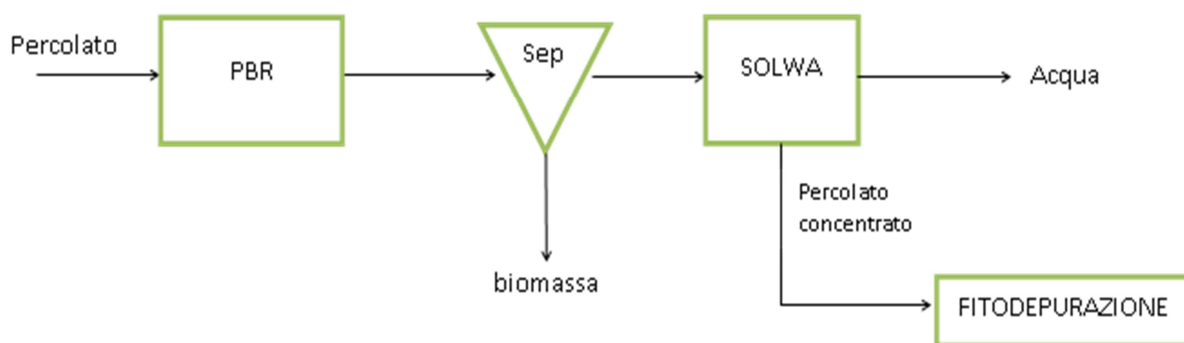 Percolato
PBR
Sep
SOLWA
Acqua
biomassa
Percolato
concentrato
FITODEPURAZIONE